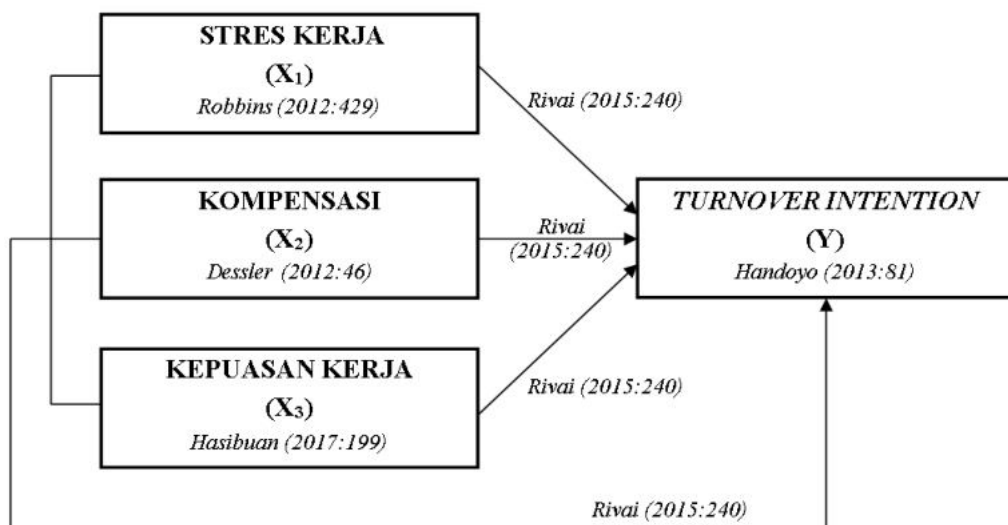 STRES KERJA
(X₁)
Robbins (2012:429)
Rivai (2015:240)
KOMPENSASI
(X₂)
Dessler (2012:46)
Rivai
(2015:240)
TURNOVER INTENTION
(Y)
Handoyo (2013:81)
KEPUASAN KERJA
(X₃)
Hasibuan (2017:199)
Rivai (2015:240)
Rivai (2015:240)